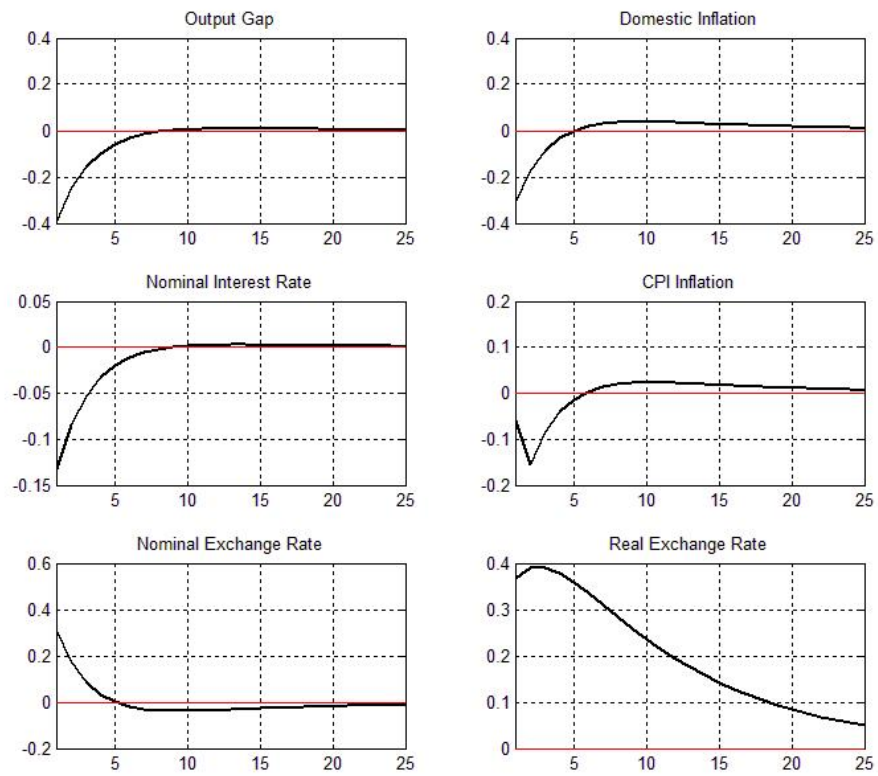 Output Gap
0.4
0.2
0
-0.2
-0.4
5 10 15 20 25
Domestic Inflation
0.4
0.2
0
-0.2
-0.4
5 10 15 20 25
Nominal Interest Rate
0.05
0
-0.05
-0.1
-0.15
5 10 15 20 25
CPI Inflation
0.2
0.1
0
-0.1
-0.2
5 10 15 20 25
Nominal Exchange Rate
0.6
0.4
0.2
0
-0.2
5 10 15 20 25
Real Exchange Rate
0.4
0.3
0.2
0.1
0
5 10 15 20 25